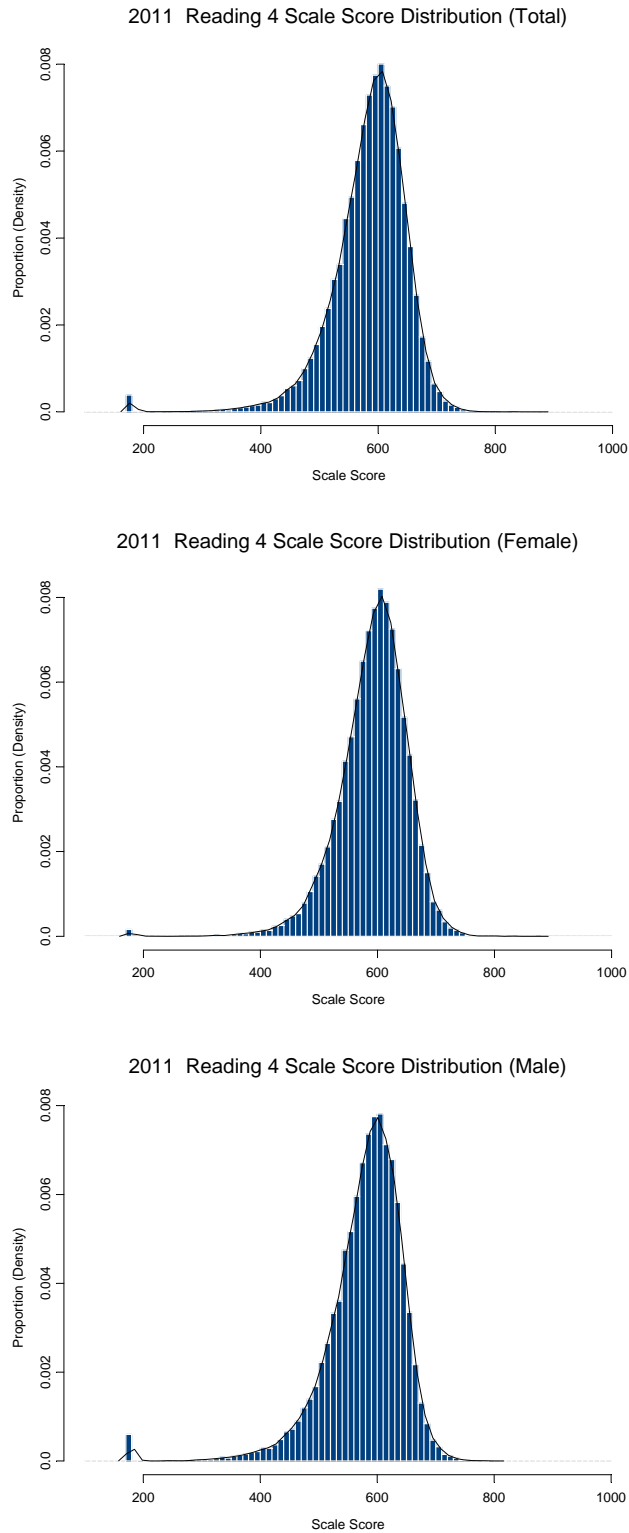 2011 Reading 4 Scale Score Distribution (Total)
0.008
0.006
0.004
0.002
0.0
Proportion (Density)
200 400 600 800 1000
Scale Score
2011 Reading 4 Scale Score Distribution (Female)
0.008
0.006
0.004
0.002
0.0
Proportion (Density)
200 400 600 800 1000
Scale Score
2011 Reading 4 Scale Score Distribution (Male)
0.008
0.006
0.004
0.002
0.0
Proportion (Density)
200 400 600 800 1000
Scale Score